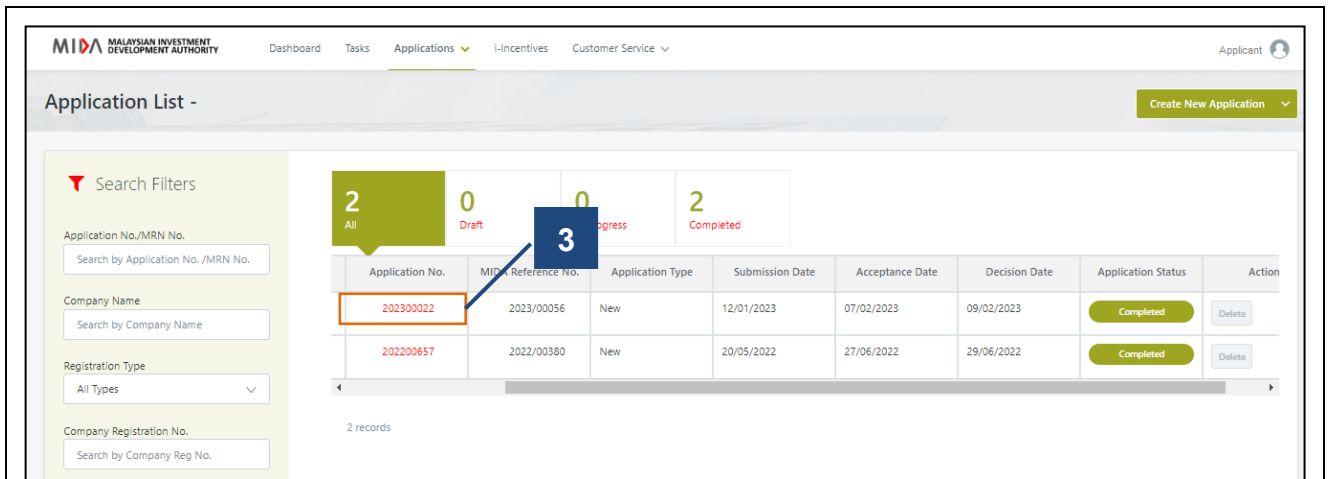 MIDA MALAYSIAN INVESTMENT DEVELOPMENT AUTHORITY
Dashboard Tasks Applications i-Incentives Customer Service Applicant
Application List -
Create New Application
Search Filters
Application No./MRN No.
Search by Application No. /MRN No.
Company Name
Search by Company Name
Registration Type
All Types
Company Registration No.
Search by Company Reg No.
2 0 0 2
All Draft ogress Completed
3
Application No. MIDA Reference No. Application Type Submission Date Acceptance Date Decision Date Application Status Action
202300022 2023/00056 New 12/01/2023 07/02/2023 09/02/2023 Completed Delete
202200657 2022/00380 New 20/05/2022 27/06/2022 29/06/2022 Completed Delete
2 records